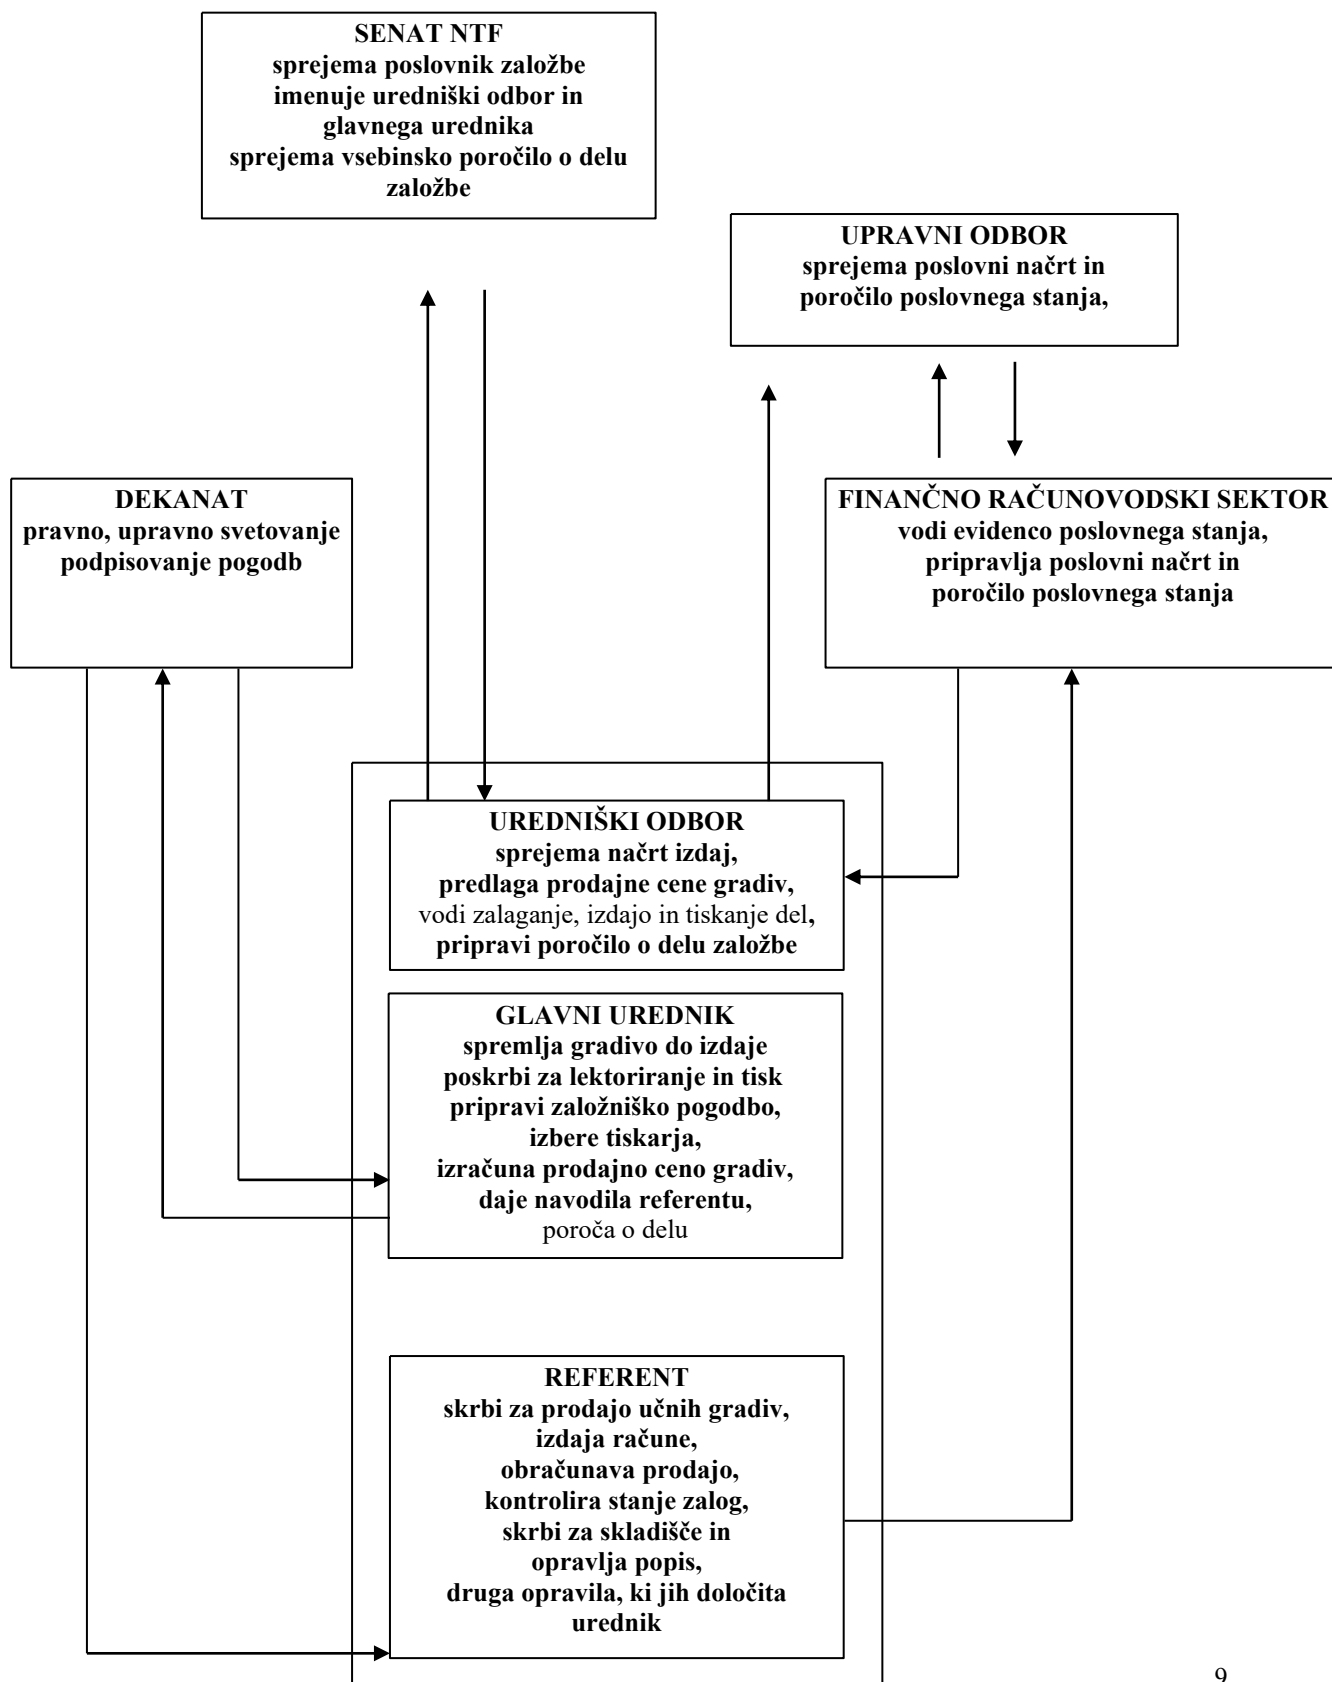 SENAT NTF
sprejema poslovnik založbe
imenuje uredniški odbor in
glavnega urednika
sprejema vsebinsko poročilo o delu
založbe
UPRAVNI ODBOR
sprejema poslovni načrt in
poročilo poslovnega stanja,
DEKANAT
pravno, upravno svetovanje
podpisovanje pogodb
FINANČNO RAČUNOVODSKI SEKTOR
vodi evidenco poslovnega stanja,
pripravlja poslovni načrt in
poročilo poslovnega stanja
UREDNIŠKI ODBOR
sprejema načrt izdaj,
predlaga prodajne cene gradiv,
vodi zalaganje, izdajo in tiskanje del,
pripravi poročilo o delu založbe
GLAVNI UREDNIK
spremlja gradivo do izdaje
poskrbi za lektoriranje in tisk
pripravi založniško pogodbo,
izbere tiskarja,
izračuna prodajno ceno gradiv,
daje navodila referentu,
poroča o delu
REFERENT
skrbi za prodajo učnih gradiv,
izdaja račune,
obračunava prodajo,
kontrolira stanje zalog,
skrbi za skladišče in
opravlja popis,
druga opravila, ki jih določita
urednik
9